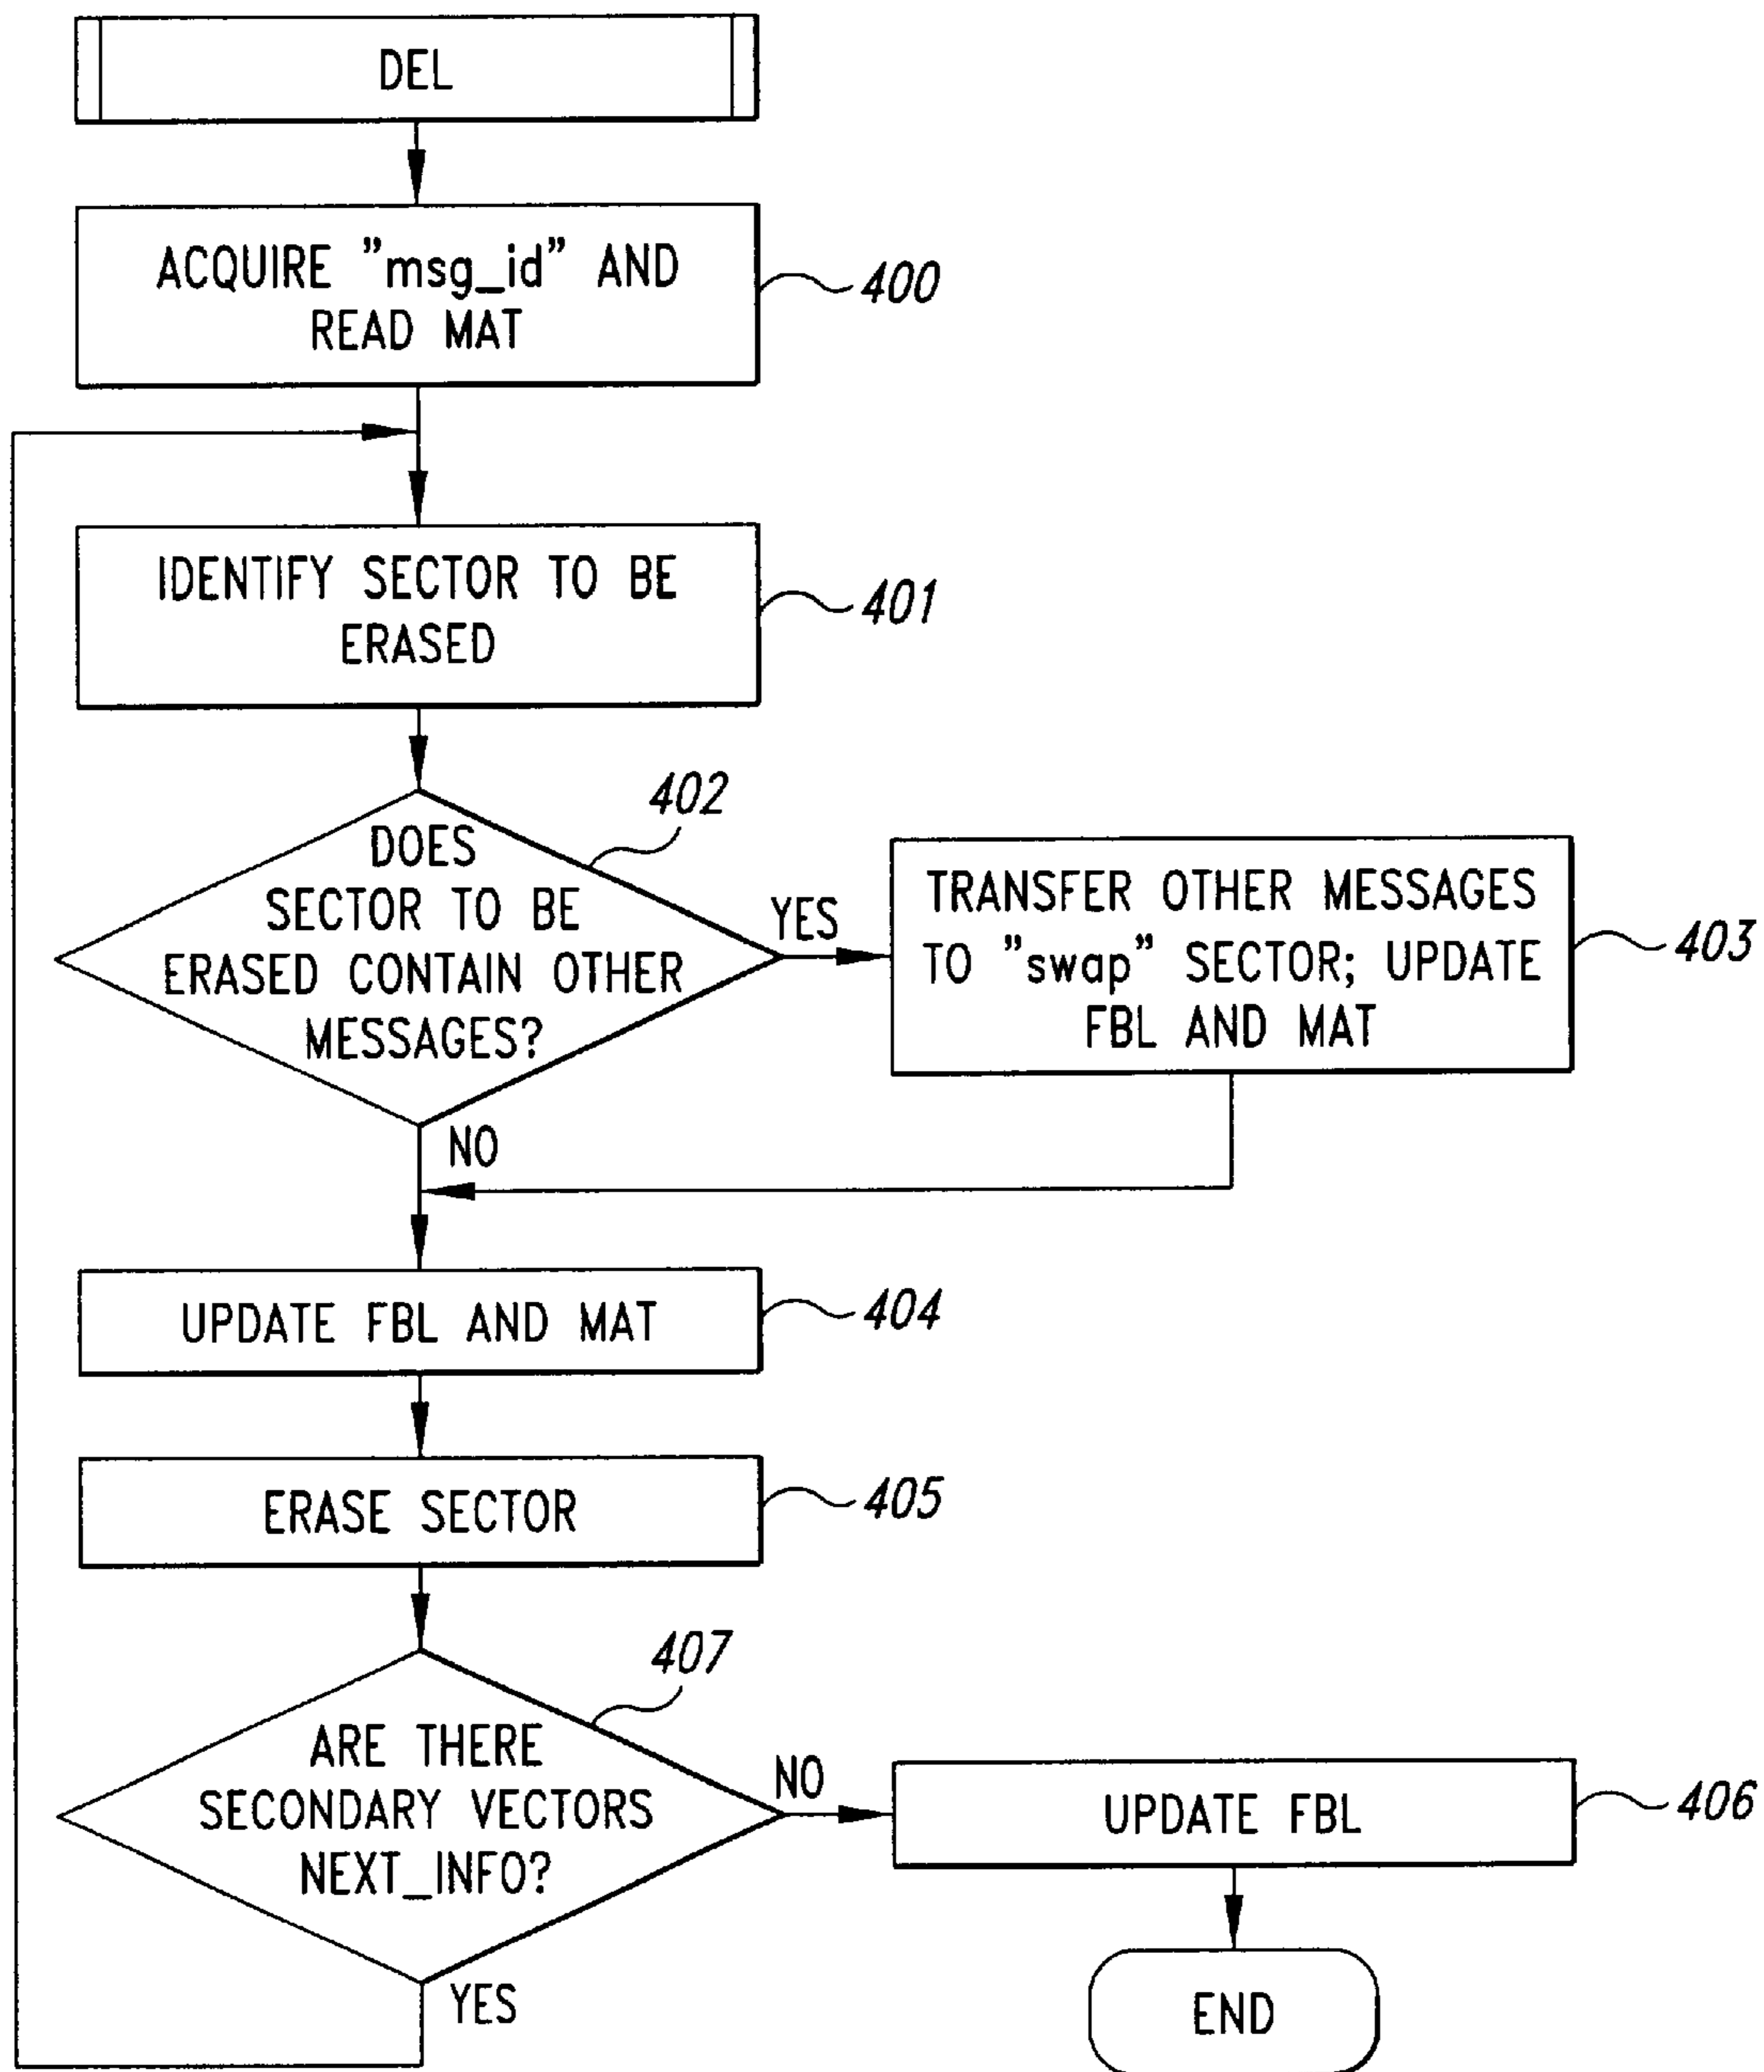 DEL
ACQUIRE "msg_id" AND
READ MAT
400
IDENTIFY SECTOR TO BE
ERASED
401
402
DOES
SECTOR TO BE
ERASED CONTAIN OTHER
MESSAGES?
YES
TRANSFER OTHER MESSAGES
TO "swap" SECTOR; UPDATE
FBL AND MAT
403
NO
UPDATE FBL AND MAT
404
ERASE SECTOR
405
407
ARE THERE
SECONDARY VECTORS
NEXT_INFO?
NO
UPDATE FBL
406
YES
END